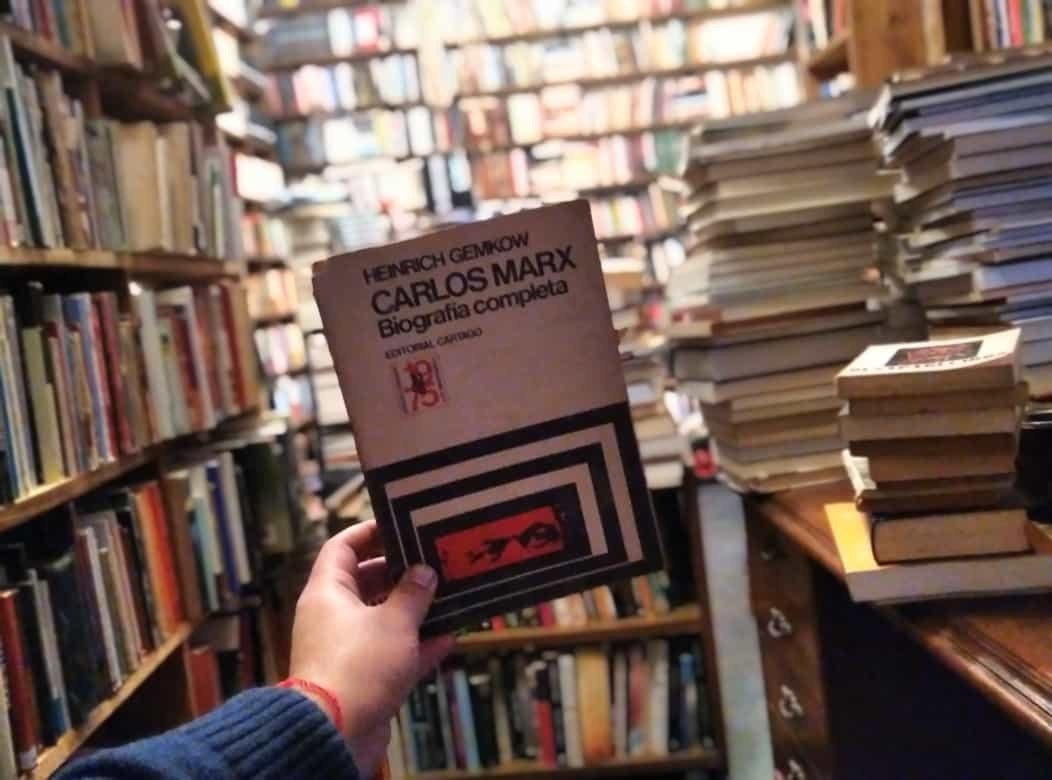 HEINRICH GEMKOW
CARLOS MARX
Biografía completa
EDITORIAL CARTAGO
19
75